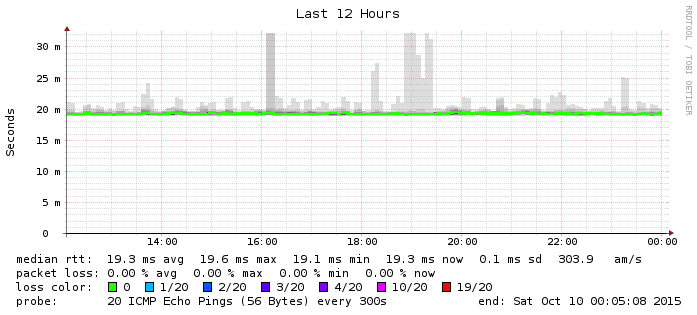 Last 12 Hours
RRDTOOL / TOBI OETIKER
Seconds
30 m
25 m
20 m
15 m
10 m
5 m
0
14:00 16:00 18:00 20:00 22:00 00:00
median rtt: 19.3 ms avg 19.6 ms max 19.1 ms min 19.3 ms now 0.1 ms sd 303.9 am/s
packet loss: 0.00 % avg 0.00 % max 0.00 % min 0.00 % now
loss color: 0 1/20 2/20 3/20 4/20 10/20 19/20
probe: 20 ICMP Echo Pings (56 Bytes) every 300s end: Sat Oct 10 00:05:08 2015